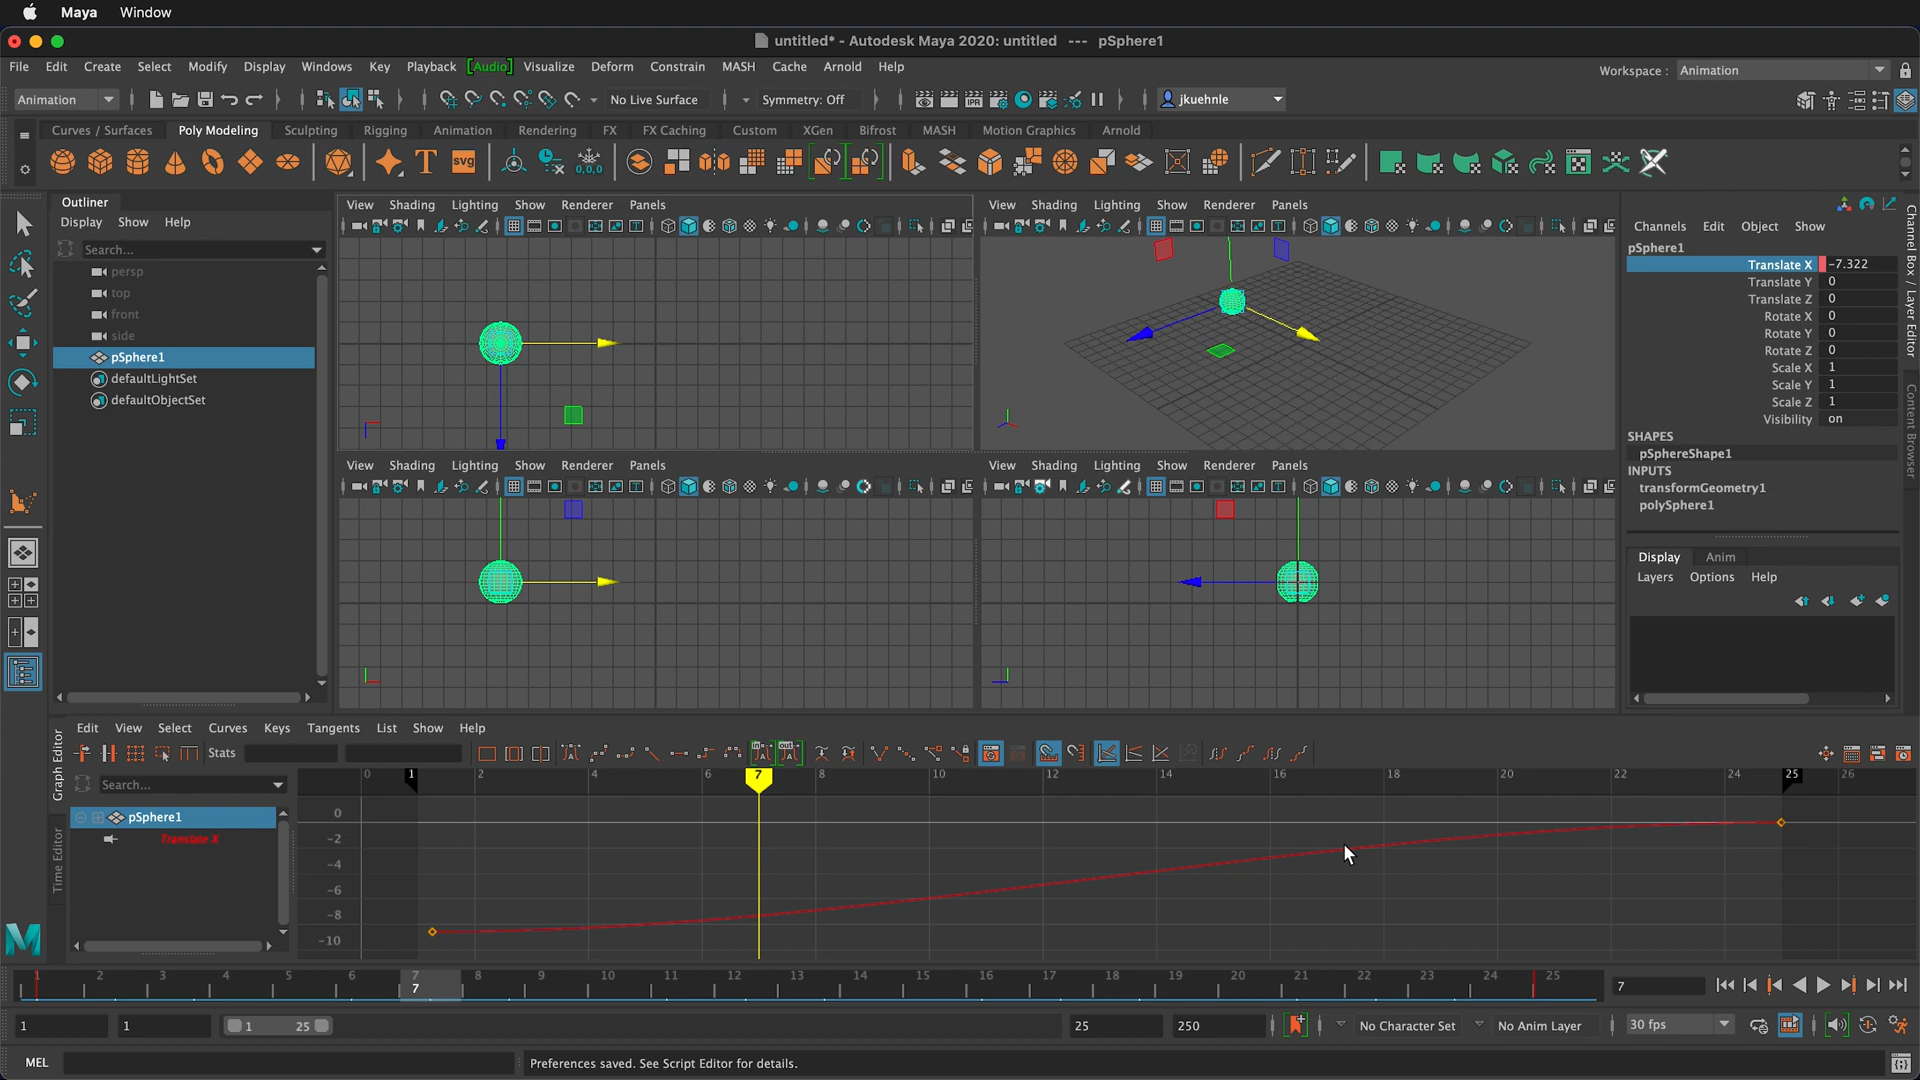 Maya Window
untitled* - Autodesk Maya 2020: untitled --- pSphere1
File Edit Create Select Modify Display Windows Key Playback [Audio] Visualize Deform Constrain MASH Cache Arnold Help
Workspace : Animation
Animation No Live Surface Symmetry: Off jkuehnle
Curves / Surfaces Poly Modeling Sculpting Rigging Animation Rendering FX FX Caching Custom XGen Bifrost MASH Motion Graphics Arnold
T SVG 0,0,0
Outliner
Display Show Help
Search...
persp
top
front
side
pSphere1
defaultLightSet
defaultObjectSet
View Shading Lighting Show Renderer Panels
View Shading Lighting Show Renderer Panels
View Shading Lighting Show Renderer Panels
View Shading Lighting Show Renderer Panels
Channels Edit Object Show
pSphere1
Translate X -7.322
Translate Y 0
Translate Z 0
Rotate X 0
Rotate Y 0
Rotate Z 0
Scale X 1
Scale Y 1
Scale Z 1
Visibility on
SHAPES
pSphereShape1
INPUTS
transformGeometry1
polySphere1
Display Anim
Layers Options Help
Channel Box / Layer Editor
Content Browser
Graph Editor
Time Editor
Edit View Select Curves Keys Tangents List Show Help
Stats
Search...
pSphere1
Translate X
0 1 2 4 6 7 8 10 12 14 16 18 20 22 24 25 26
0
-2
-4
-6
-8
-10
1 2 3 4 5 6 7 8 9 10 11 12 13 14 15 16 17 18 19 20 21 22 23 24 25
7
7
1 1 1 25 25 250 No Character Set No Anim Layer 30 fps
MEL Preferences saved. See Script Editor for details.